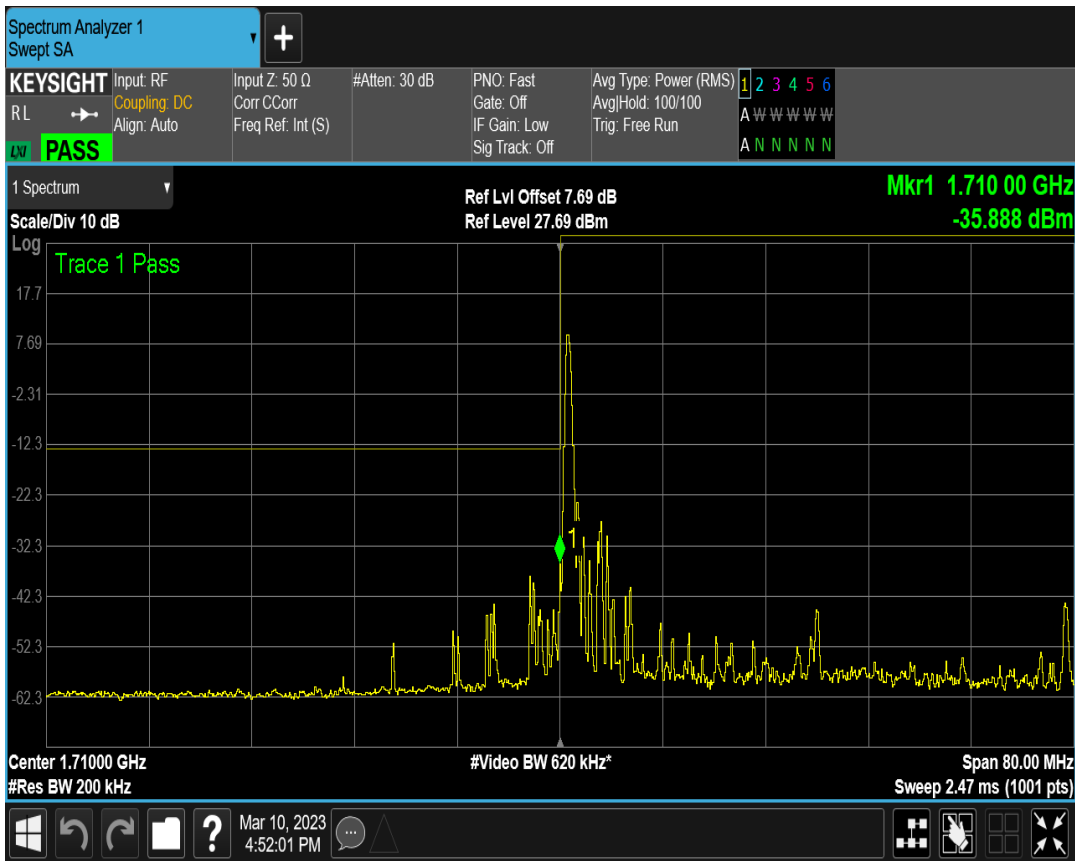 Spectrum Analyzer 1
Swept SA
+
KEYSIGHT
RL
LXI PASS
Input: RF
Coupling: DC
Align: Auto
Input Z: 50 Ω
Corr CCorr
Freq Ref: Int (S)
#Atten: 30 dB
PNO: Fast
Gate: Off
IF Gain: Low
Sig Track: Off
Avg Type: Power (RMS)
Avg|Hold: 100/100
Trig: Free Run
1 2 3 4 5 6
A W W W W W
A N N N N N
1 Spectrum
Scale/Div 10 dB
Ref Lvl Offset 7.69 dB
Ref Level 27.69 dBm
Mkr1 1.710 00 GHz
-35.888 dBm
Log
Trace 1 Pass
17.7
7.69
-2.31
-12.3
-22.3
-32.3
-42.3
-52.3
-62.3
Center 1.71000 GHz
#Res BW 200 kHz
#Video BW 620 kHz*
Span 80.00 MHz
Sweep 2.47 ms (1001 pts)
?
Mar 10, 2023
4:52:01 PM